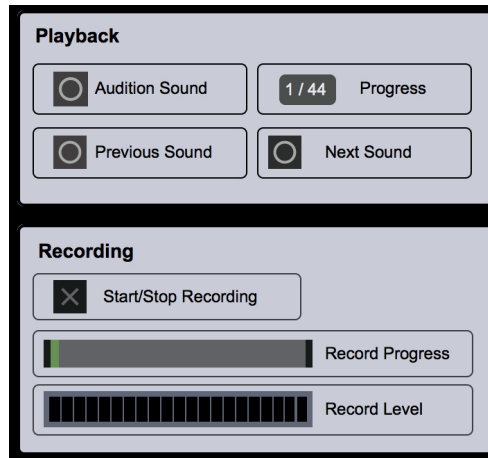 Playback
Audition Sound
1 / 44 Progress
Previous Sound
Next Sound
Recording
Start/Stop Recording
Record Progress
Record Level